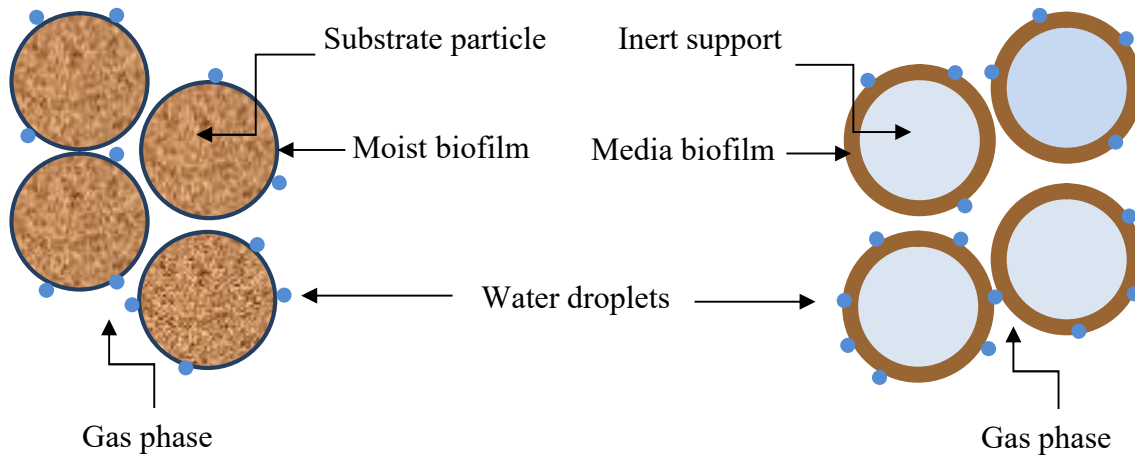 Substrate particle
Inert support
Moist biofilm
Media biofilm
Water droplets
Gas phase
Gas phase